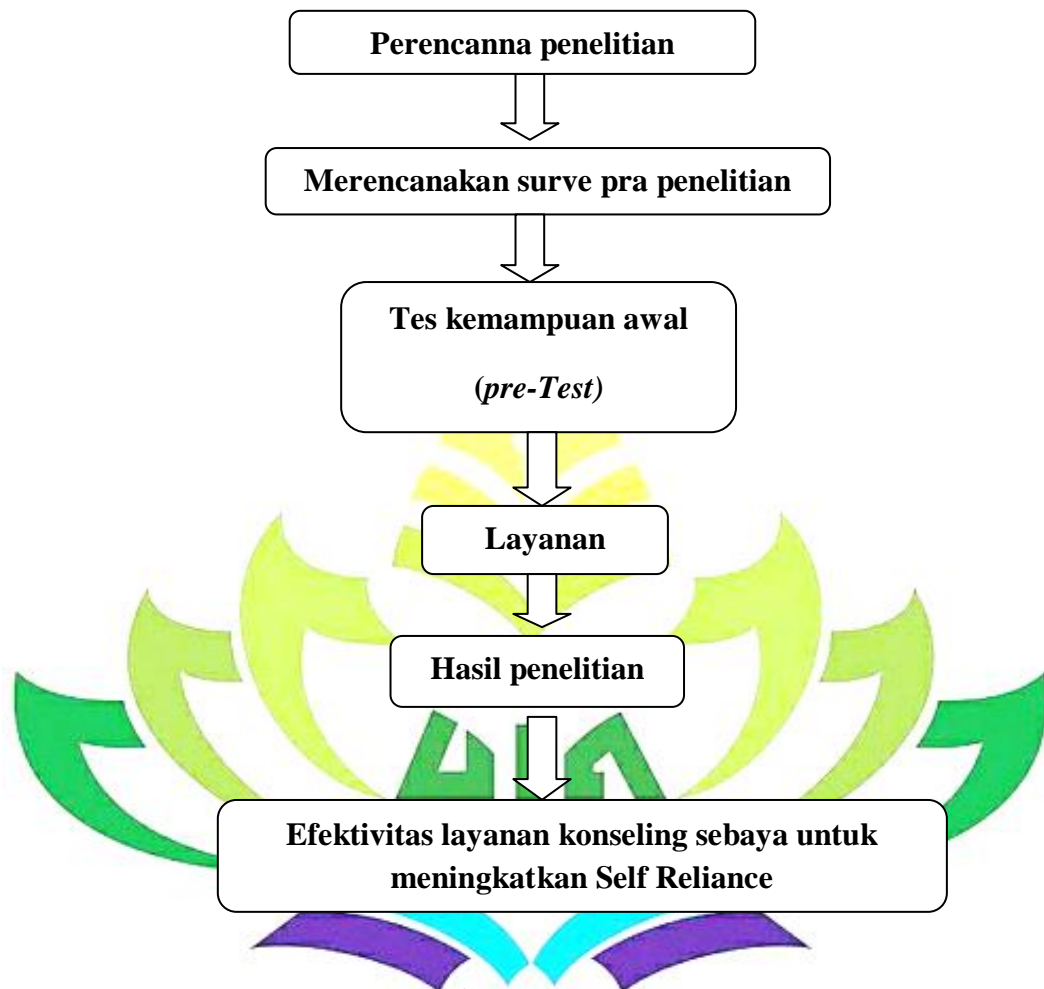 Perencanna penelitian
Merencanakan surve pra penelitian
Tes kemampuan awal
(pre-Test)
Layanan
Hasil penelitian
Efektivitas layanan konseling sebaya untuk
meningkatkan Self Reliance